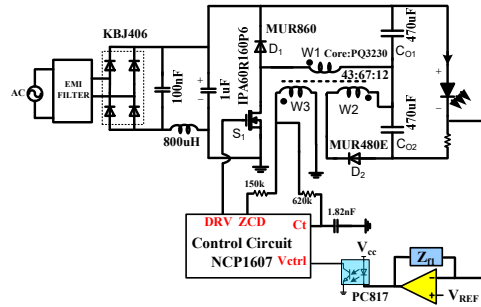 KBJ406
MUR860
D1
IPA60R160P6
W1
Core:PQ3230
470uF
CO1
AC
EMI
FILTER
100nF
1uF
+
−
43:67:12
W3
W2
+
−
470uF
CO2
S1
800uH
MUR480E
D2
150k
620k
1.82nF
DRV ZCD
Ct
Control Circuit
Vctrl
NCP1607
Vcc
PC817
Zf1
−
+
VREF